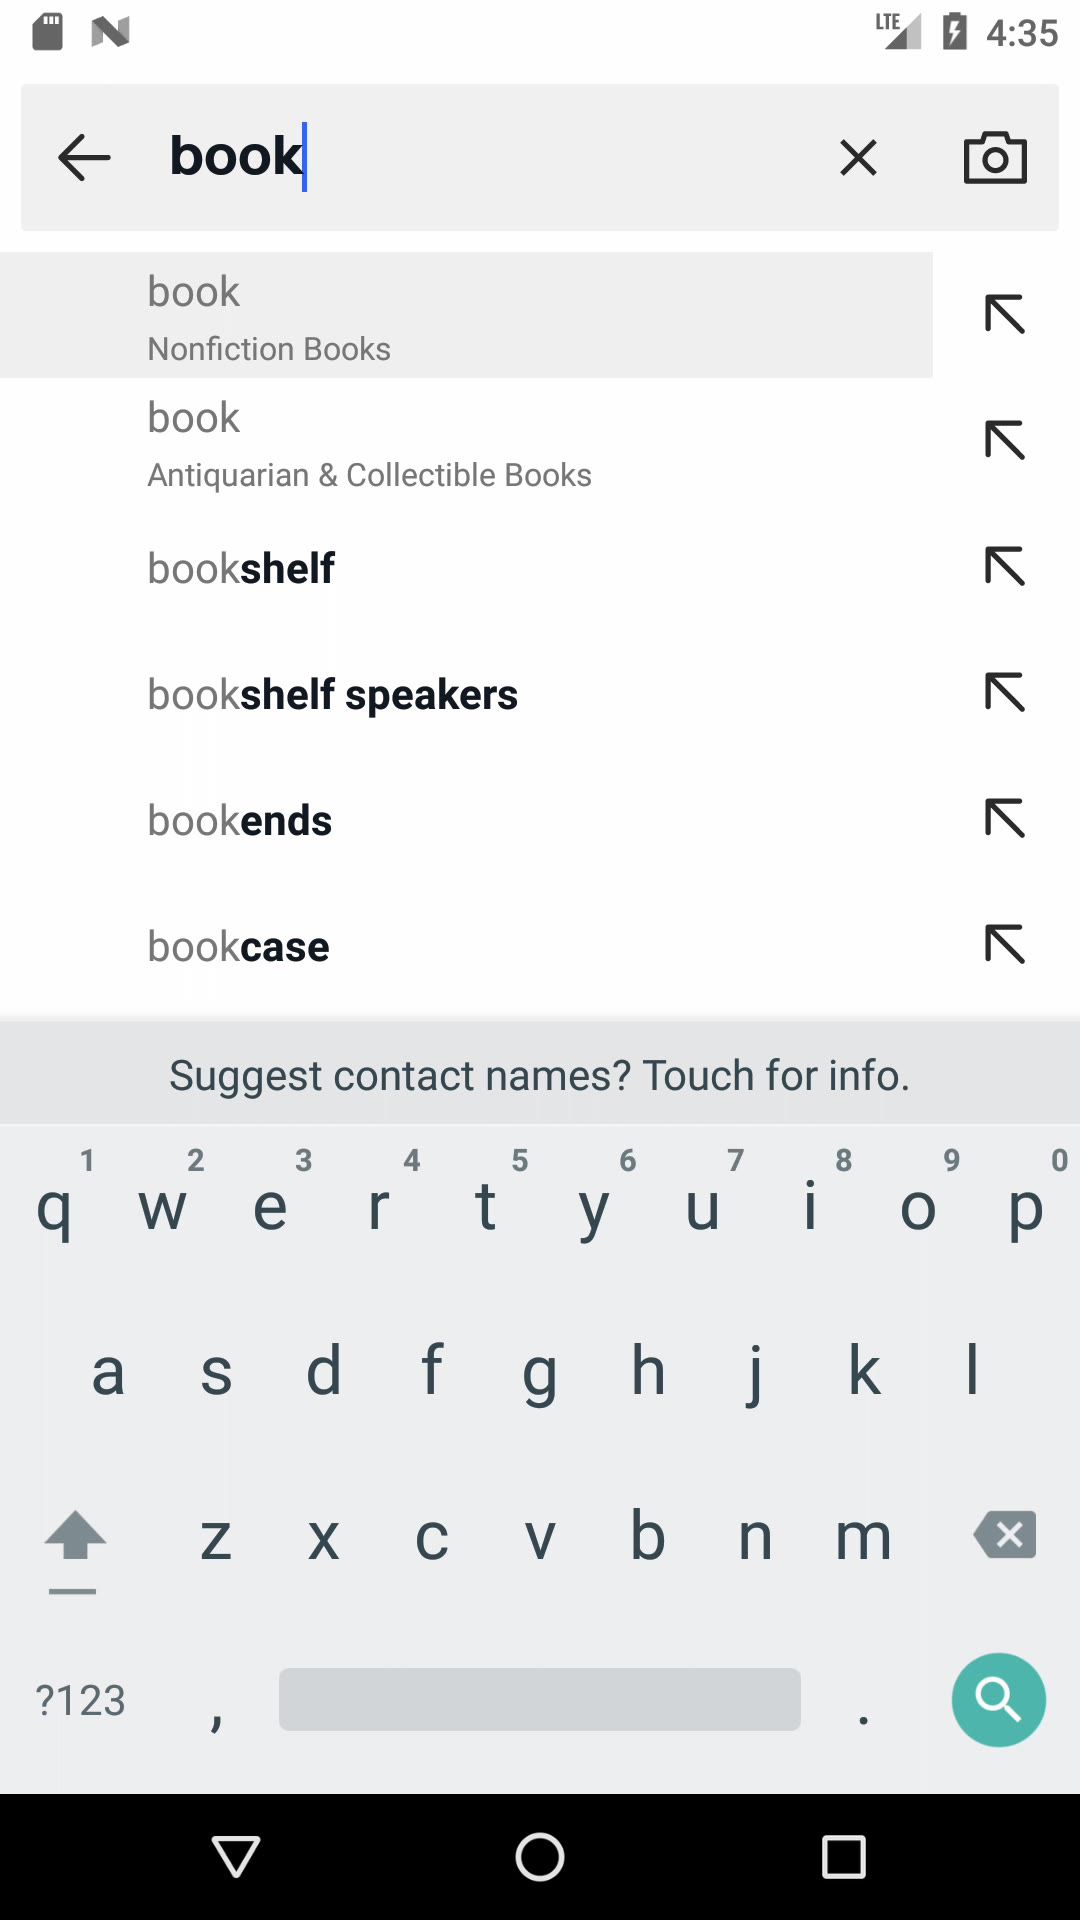 LTE 4:35
book
book
Nonfiction Books
book
Antiquarian & Collectible Books
bookshelf
bookshelf speakers
bookends
bookcase
Suggest contact names? Touch for info.
1 2 3 4 5 6 7 8 9 0
q w e r t y u i o p
a s d f g h j k l
z x c v b n m
?123 , .